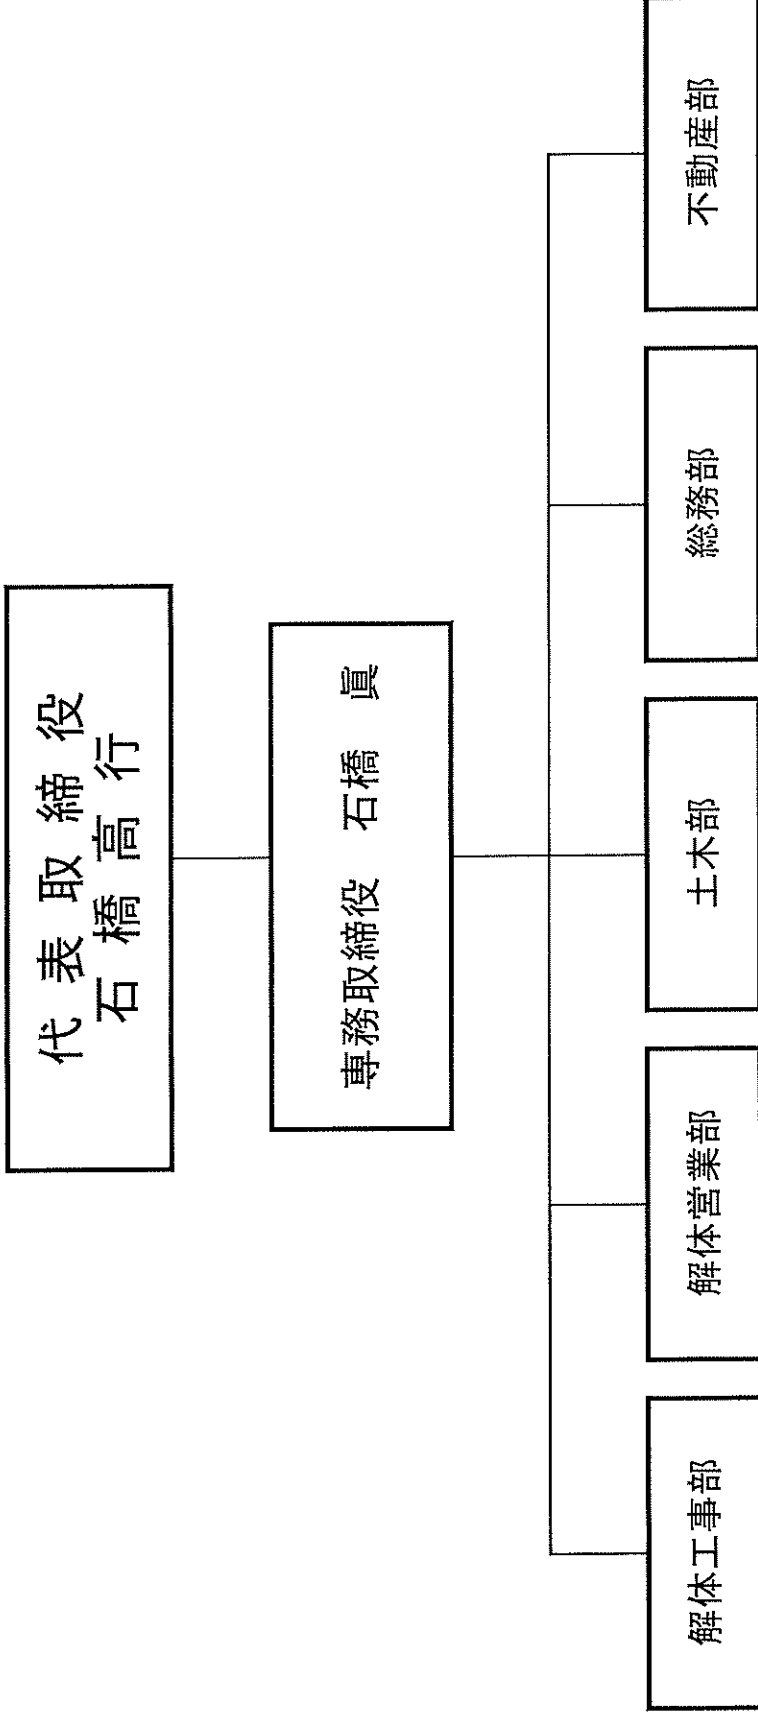 代表取締役
石橋高行
専務取締役　石橋　眞
解体工事部
解体営業部
土木部
総務部
不動産部